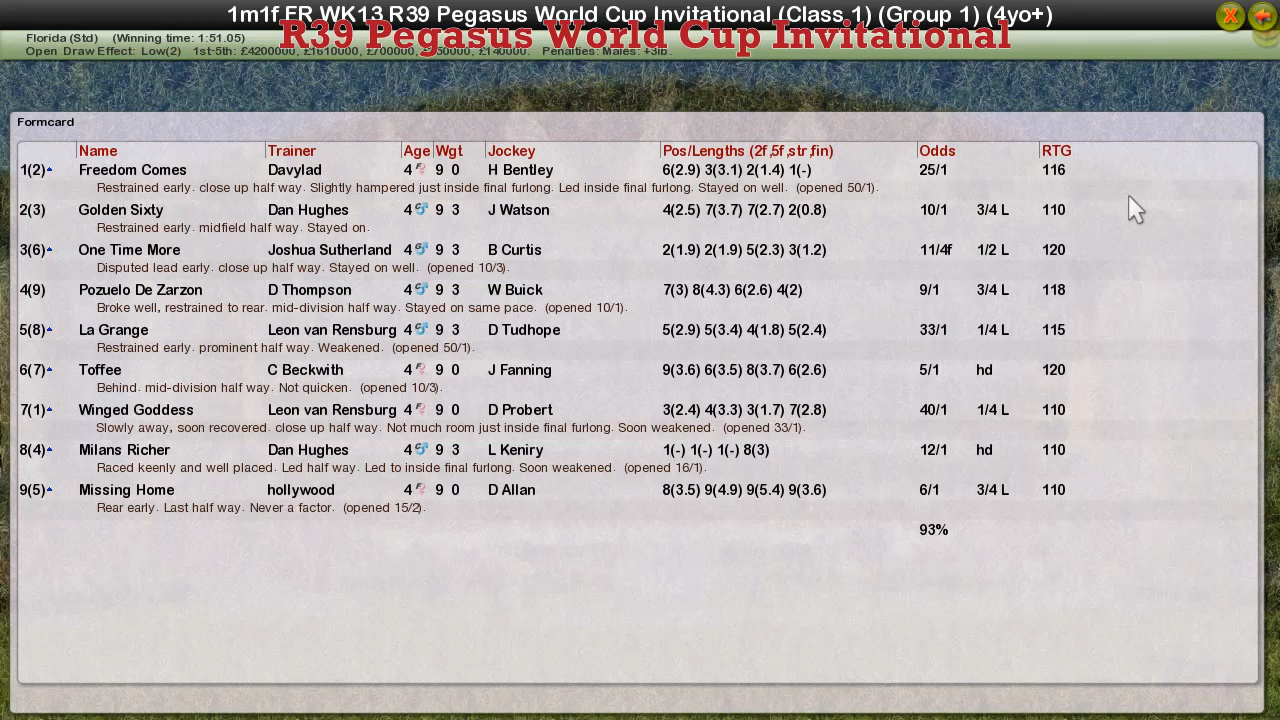 1m1f FR WK13 R39 Pegasus World Cup Invitational (Class 1) (Group 1) (4yo+)
R39 Pegasus World Cup Invitational
Florida (Std) (Winning time: 1:51.05)
Open Draw Effect: Low(2) 1st-5th: £4200000, £1610000, £700000, £350000, £140000. Penalties: Males: +3lb.
Formcard
Name Trainer Age Wgt Jockey Pos/Lengths (2f,5f,str,fin) Odds RTG
1(2) Freedom Comes Davylad 4 9 0 H Bentley 6(2.9) 3(3.1) 2(1.4) 1(-) 25/1 116
Restrained early. close up half way. Slightly hampered just inside final furlong. Led inside final furlong. Stayed on well. (opened 50/1).
2(3) Golden Sixty Dan Hughes 4 9 3 J Watson 4(2.5) 7(3.7) 7(2.7) 2(0.8) 10/1 3/4 L 110
Restrained early. midfield half way. Stayed on.
3(6) One Time More Joshua Sutherland 4 9 3 B Curtis 2(1.9) 2(1.9) 5(2.3) 3(1.2) 11/4f 1/2 L 120
Disputed lead early. close up half way. Stayed on well. (opened 10/3).
4(9) Pozuelo De Zarzon D Thompson 4 9 3 W Buick 7(3) 8(4.3) 6(2.6) 4(2) 9/1 3/4 L 118
Broke well, restrained to rear. mid-division half way. Stayed on same pace. (opened 10/1).
5(8) La Grange Leon van Rensburg 4 9 3 D Tudhope 5(2.9) 5(3.4) 4(1.8) 5(2.4) 33/1 1/4 L 115
Restrained early. prominent half way. Weakened. (opened 50/1).
6(7) Toffee C Beckwith 4 9 0 J Fanning 9(3.6) 6(3.5) 8(3.7) 6(2.6) 5/1 hd 120
Behind. mid-division half way. Not quicken. (opened 10/3).
7(1) Winged Goddess Leon van Rensburg 4 9 0 D Probert 3(2.4) 4(3.3) 3(1.7) 7(2.8) 40/1 1/4 L 110
Slowly away, soon recovered. close up half way. Not much room just inside final furlong. Soon weakened. (opened 33/1).
8(4) Milans Richer Dan Hughes 4 9 3 L Keniry 1(-) 1(-) 1(-) 8(3) 12/1 hd 110
Raced keenly and well placed. Led half way. Led to inside final furlong. Soon weakened. (opened 16/1).
9(5) Missing Home hollywood 4 9 0 D Allan 8(3.5) 9(4.9) 9(5.4) 9(3.6) 6/1 3/4 L 110
Rear early. Last half way. Never a factor. (opened 15/2).
93%